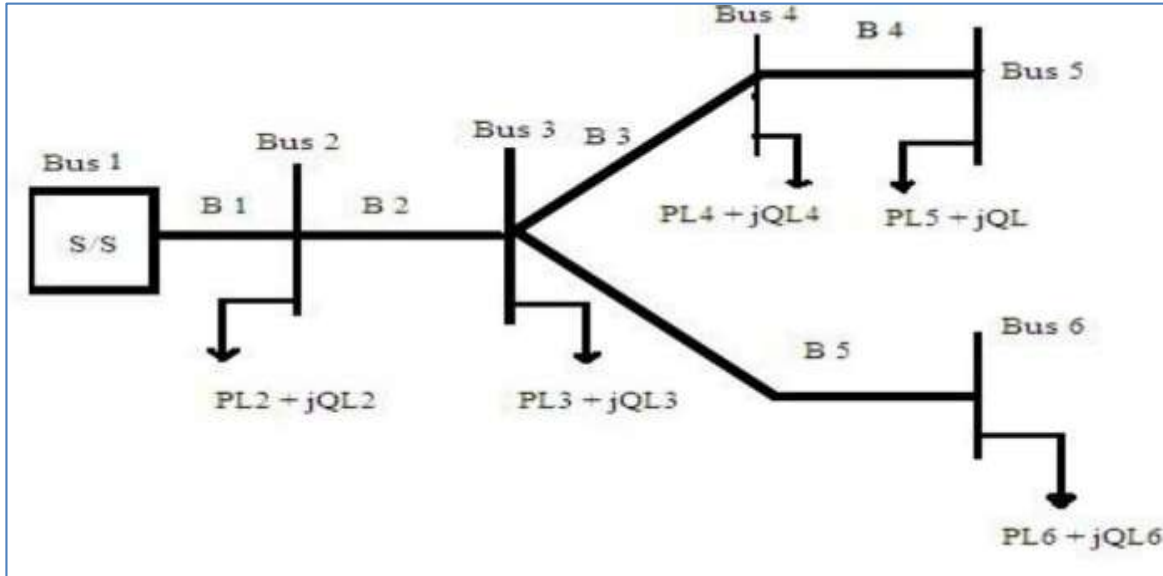 Bus 4
B 4
Bus 5
Bus 3
B 3
Bus 2
Bus 1
B 1
B 2
S/S
PL4 + jQL4
PL5 + jQL
Bus 6
B 5
PL2 + jQL2
PL3 + jQL3
PL6 + jQL6